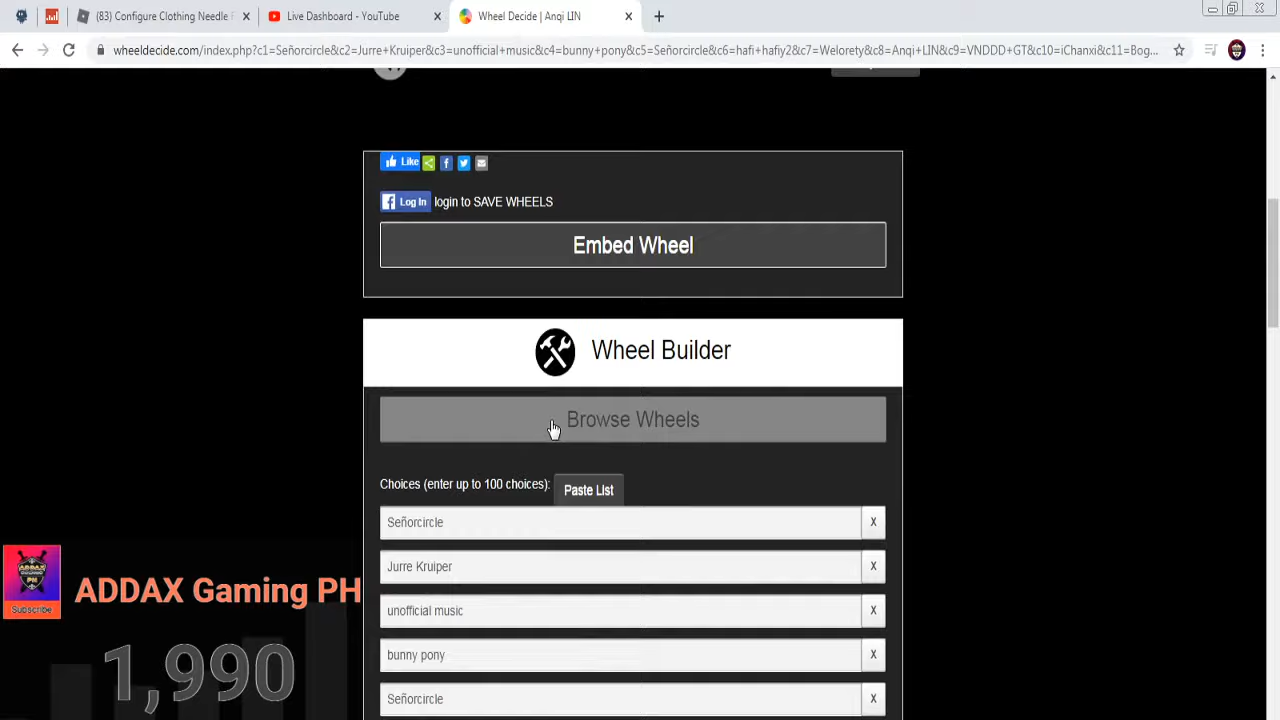 (83) Configure Clothing Needle
Live Dashboard - YouTube
Wheel Decide | Anqi LIN
wheeldecide.com/index.php?c1=Señorcircle&c2=Jurre+Kruiper&c3=unofficial+music&c4=bunny+pony&c5=Señorcircle&c6=hafi+hafiy2&c7=Welorety&c8=Anqi+LIN&c9=VNDDD+GT&c10=iChanxi&c11=Bog...
Like
Log In login to SAVE WHEELS
Embed Wheel
Wheel Builder
Browse Wheels
Choices (enter up to 100 choices): Paste List
Señorcircle X
Jurre Kruiper X
unofficial music X
bunny pony X
Señorcircle X
ADDAX Gaming PH
Subscribe
1,990